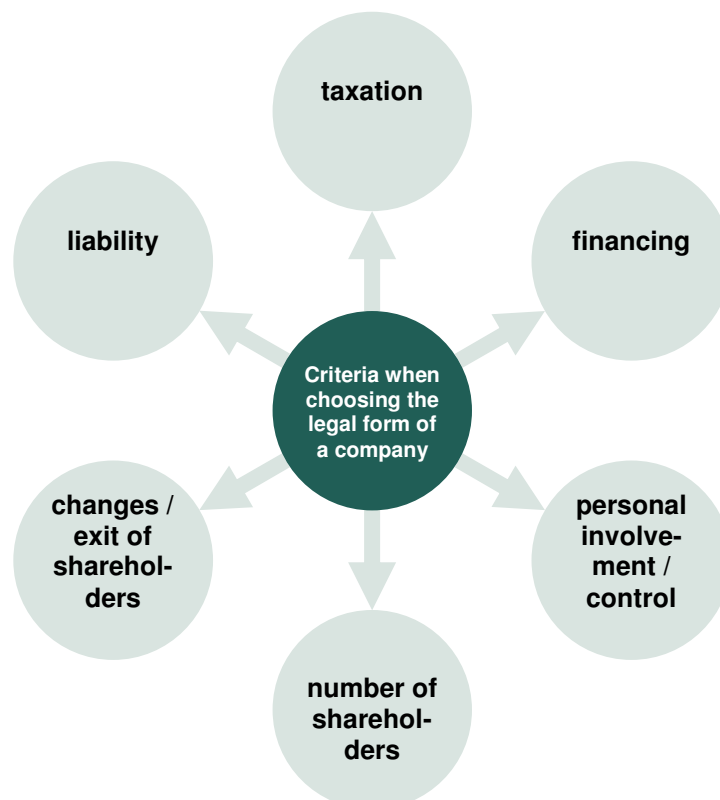 taxation
liability
financing
Criteria when
choosing the
legal form of
a company
changes /
exit of
sharehol-
ders
personal
involve-
ment /
control
number of
sharehol-
ders